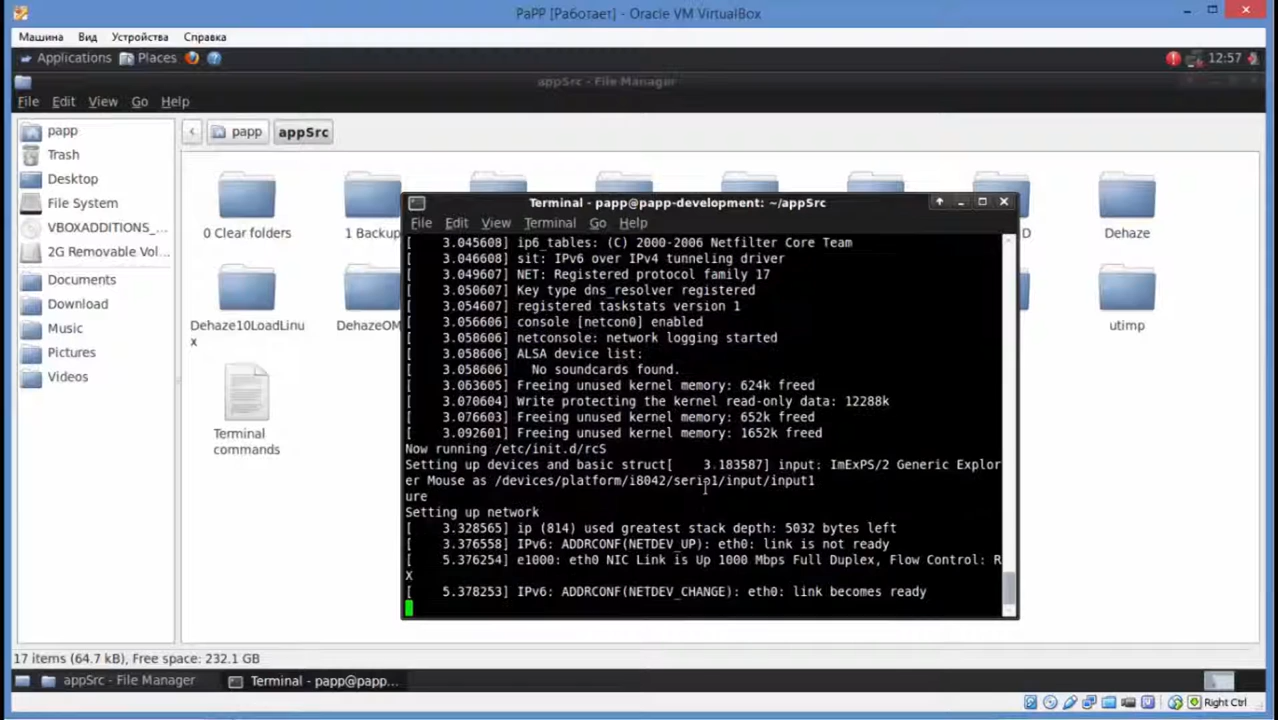 PaPP [Работает] - Oracle VM VirtualBox
Машина Вид Устройства Справка
Applications Places 12:57
appSrc - File Manager
File Edit View Go Help
papp
Trash
Desktop
File System
VBOXADDITIONS_...
2G Removable Vol...
Documents
Download
Music
Pictures
Videos
papp appSrc
0 Clear folders
1 Backup
D
Dehaze
Dehaze10LoadLinu
x
DehazeOM
utimp
Terminal
commands
Terminal - papp@papp-development: ~/appSrc
File Edit View Terminal Go Help
[ 3.045608] ip6_tables: (C) 2000-2006 Netfilter Core Team
[ 3.046608] sit: IPv6 over IPv4 tunneling driver
[ 3.049607] NET: Registered protocol family 17
[ 3.050607] Key type dns_resolver registered
[ 3.054607] registered taskstats version 1
[ 3.056606] console [netcon0] enabled
[ 3.058606] netconsole: network logging started
[ 3.058606] ALSA device list:
[ 3.058606] No soundcards found.
[ 3.063605] Freeing unused kernel memory: 624k freed
[ 3.070604] Write protecting the kernel read-only data: 12288k
[ 3.076603] Freeing unused kernel memory: 652k freed
[ 3.092601] Freeing unused kernel memory: 1652k freed
Now running /etc/init.d/rcS
Setting up devices and basic struct[ 3.183587] input: ImExPS/2 Generic Explor
er Mouse as /devices/platform/i8042/serio1/input/input1
ure
Setting up network
[ 3.328565] ip (814) used greatest stack depth: 5032 bytes left
[ 3.376558] IPv6: ADDRCONF(NETDEV_UP): eth0: link is not ready
[ 5.376254] e1000: eth0 NIC Link is Up 1000 Mbps Full Duplex, Flow Control: R
X
[ 5.378253] IPv6: ADDRCONF(NETDEV_CHANGE): eth0: link becomes ready
17 items (64.7 kB), Free space: 232.1 GB
appSrc - File Manager Terminal - papp@papp...
Right Ctrl